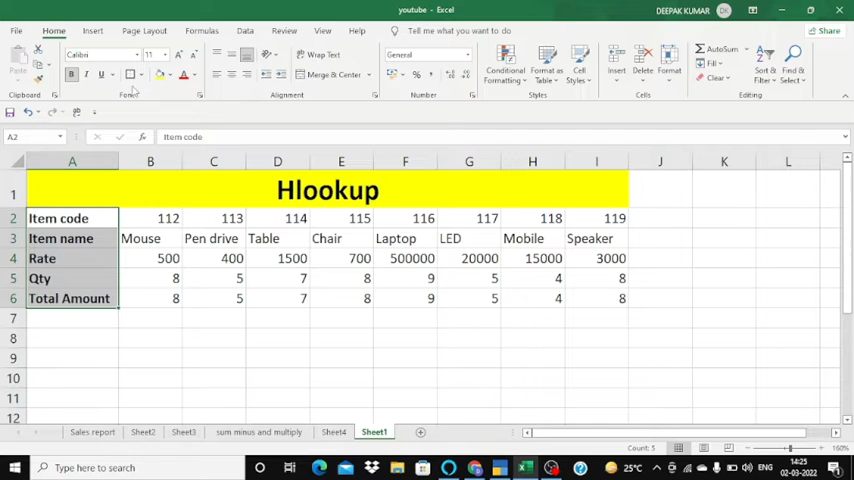 youtube - Excel
DEEPAK KUMAR DK
File Home Insert Page Layout Formulas Data Review View Help Tell me what you want to do Share
Calibri 11 Wrap Text General AutoSum
Paste B I U Merge & Center % Conditional Formatting Format as Table Cell Styles Insert Delete Format Fill Clear Sort & Filter Find & Select
Clipboard Font Alignment Number Styles Cells Editing
A2 fx Item code
A B C D E F G H I J K L
1 Hlookup
2 Item code 112 113 114 115 116 117 118 119
3 Item name Mouse Pen drive Table Chair Laptop LED Mobile Speaker
4 Rate 500 400 1500 700 500000 20000 15000 3000
5 Qty 8 5 7 8 9 5 4 8
6 Total Amount 8 5 7 8 9 5 4 8
7
8
9
10
11
12
Sales report Sheet2 Sheet3 sum minus and multiply Sheet4 Sheet1
Count: 5 160%
Type here to search 25°C ENG 14:25
02-03-2022